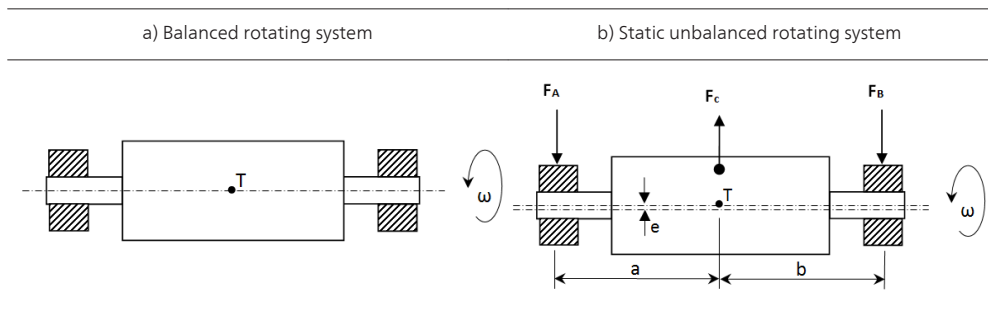 a) Balanced rotating system
b) Static unbalanced rotating system
T
ω
FA
Fc
FB
T
e
ω
a
b